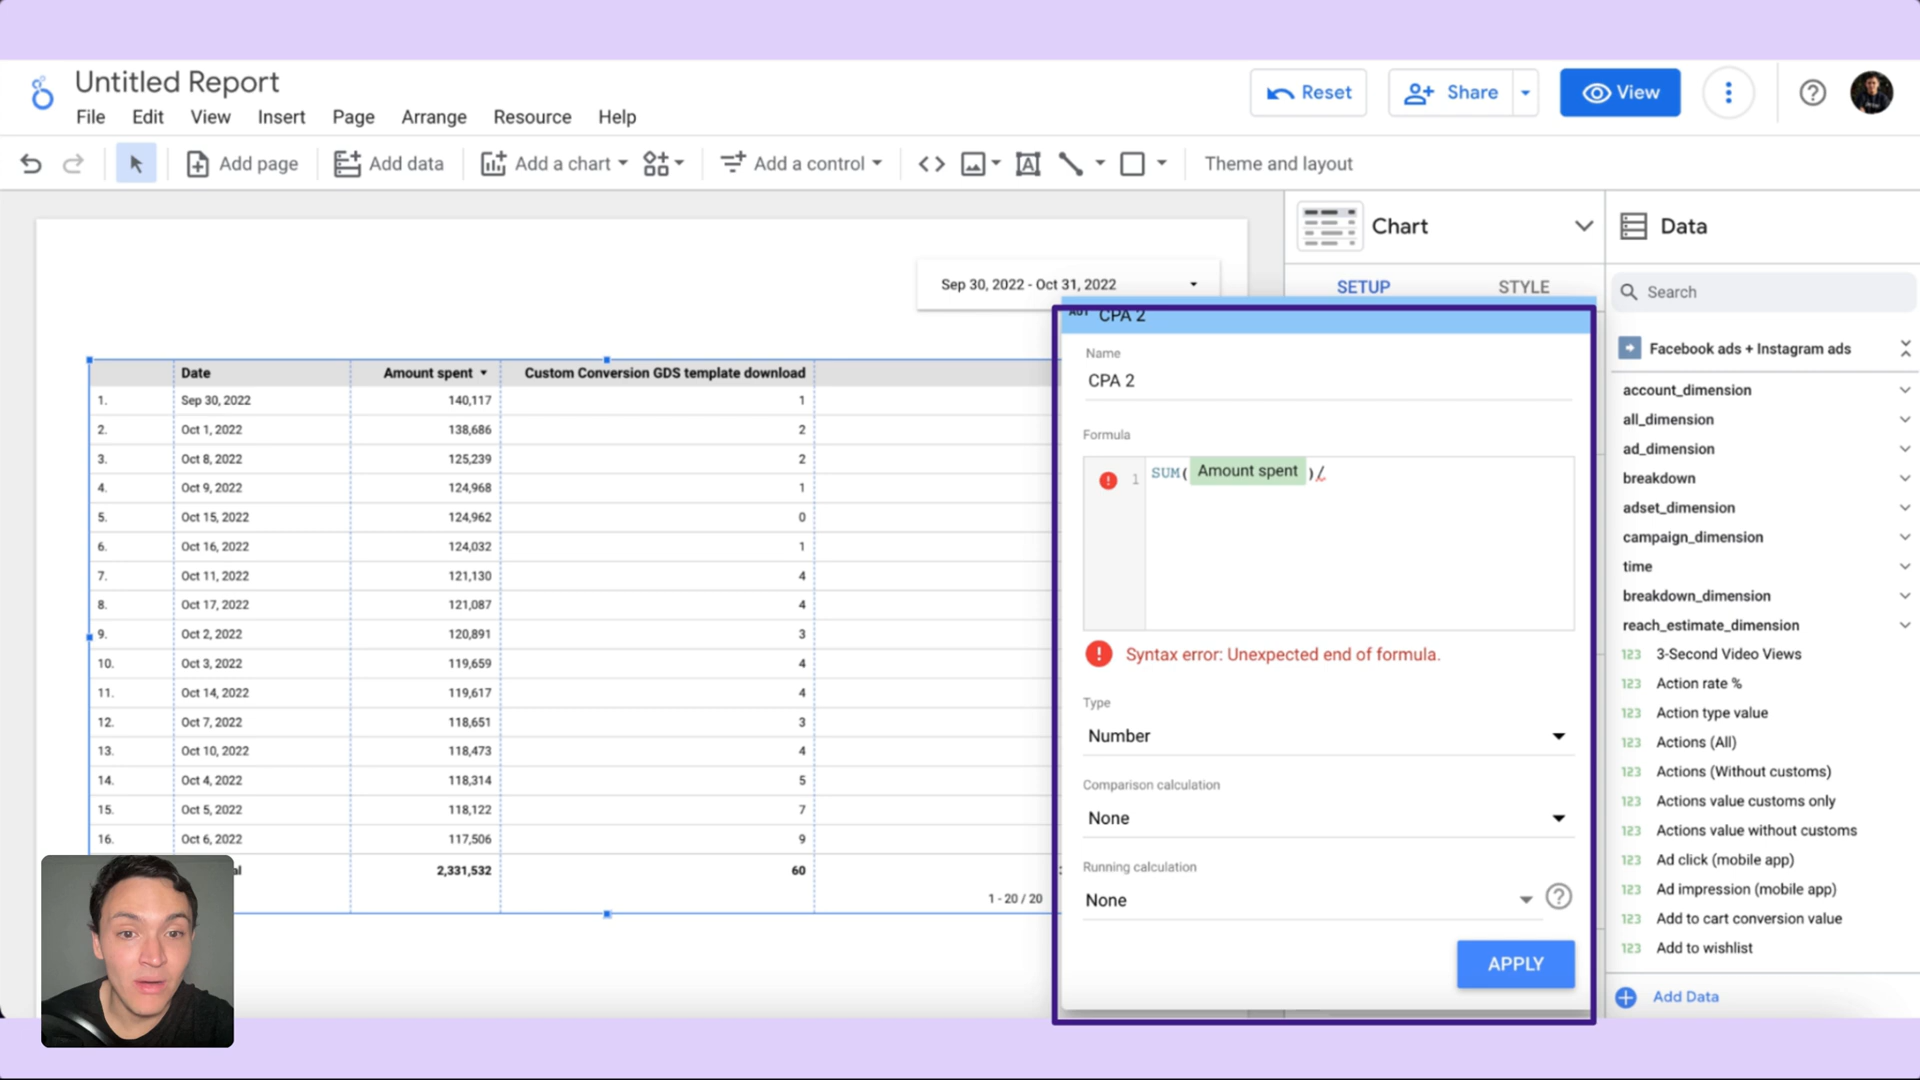 Untitled Report
File Edit View Insert Page Arrange Resource Help
Reset Share View
Add page Add data Add a chart Add a control Theme and layout
Chart
Data
SETUP STYLE
Search
Sep 30, 2022 - Oct 31, 2022
Facebook ads + Instagram ads
account_dimension
all_dimension
ad_dimension
breakdown
adset_dimension
campaign_dimension
time
breakdown_dimension
reach_estimate_dimension
123 3-Second Video Views
123 Action rate %
123 Action type value
123 Actions (All)
123 Actions (Without customs)
123 Actions value customs only
123 Actions value without customs
123 Ad click (mobile app)
123 Ad impression (mobile app)
123 Add to cart conversion value
123 Add to wishlist
Add Data
Date Amount spent Custom Conversion GDS template download
1. Sep 30, 2022 140,117 1
2. Oct 1, 2022 138,686 2
3. Oct 8, 2022 125,239 2
4. Oct 9, 2022 124,968 1
5. Oct 15, 2022 124,962 0
6. Oct 16, 2022 124,032 1
7. Oct 11, 2022 121,130 4
8. Oct 17, 2022 121,087 4
9. Oct 2, 2022 120,891 3
10. Oct 3, 2022 119,659 4
11. Oct 14, 2022 119,617 4
12. Oct 7, 2022 118,651 3
13. Oct 10, 2022 118,473 4
14. Oct 4, 2022 118,314 5
15. Oct 5, 2022 118,122 7
16. Oct 6, 2022 117,506 9
2,331,532 60
1 - 20 / 20
CPA 2
Name
CPA 2
Formula
1 SUM( Amount spent )/
Syntax error: Unexpected end of formula.
Type
Number
Comparison calculation
None
Running calculation
None
APPLY